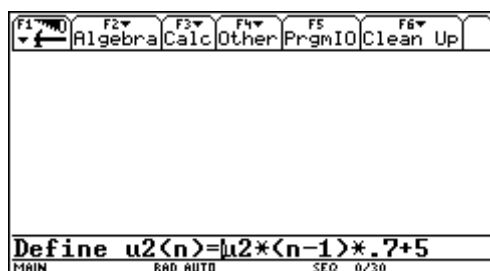 F1 F2 F3 F4 F5 F6
Algebra Calc Other PrgmIO Clean Up
Define u2(n)=u2*(n-1)*.7+5
MAIN RAD AUTO SEQ 0/30